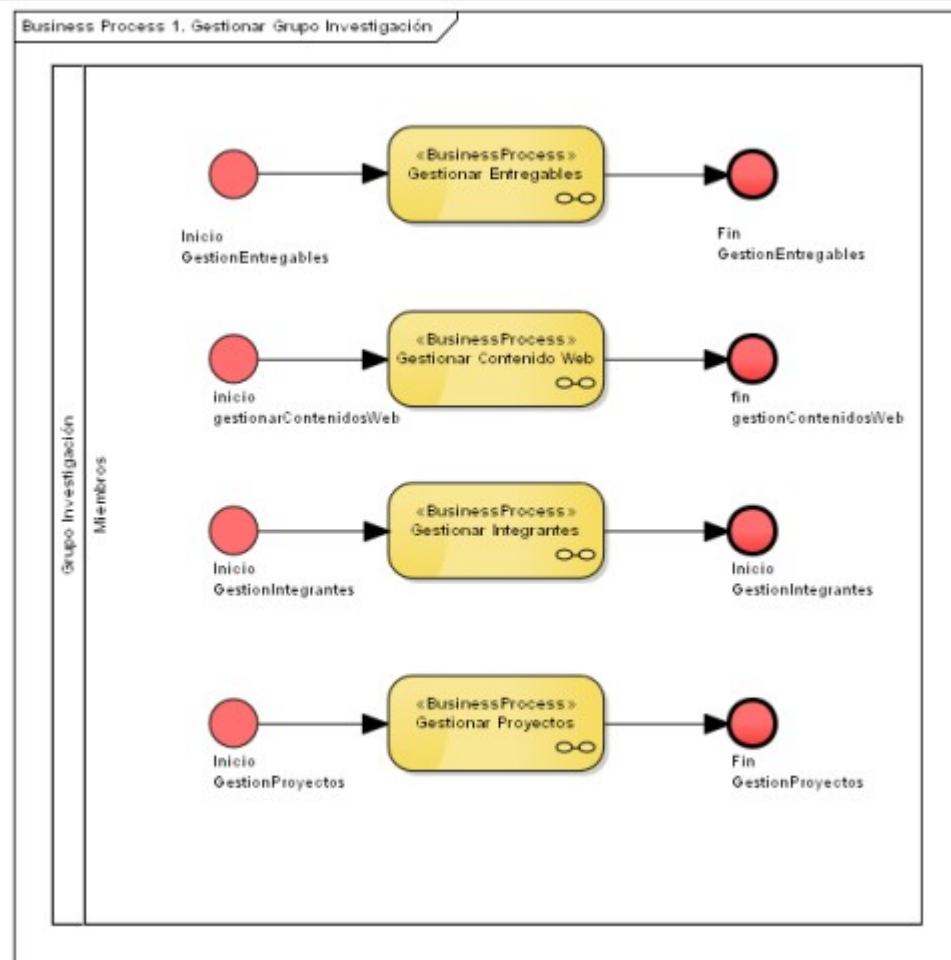 Business Process 1. Gestionar Grupo Investigación
Grupo Investigación
Miembros
«BusinessProcess»
Gestionar Entregables
Inicio
GestionEntregables
Fin
GestionEntregables
«BusinessProcess»
Gestionar Contenido Web
inicio
gestionarContenidosWeb
fin
gestionContenidosWeb
«BusinessProcess»
Gestionar Integrantes
Inicio
GestionIntegrantes
Inicio
GestionIntegrantes
«BusinessProcess»
Gestionar Proyectos
Inicio
GestionProyectos
Fin
GestionProyectos